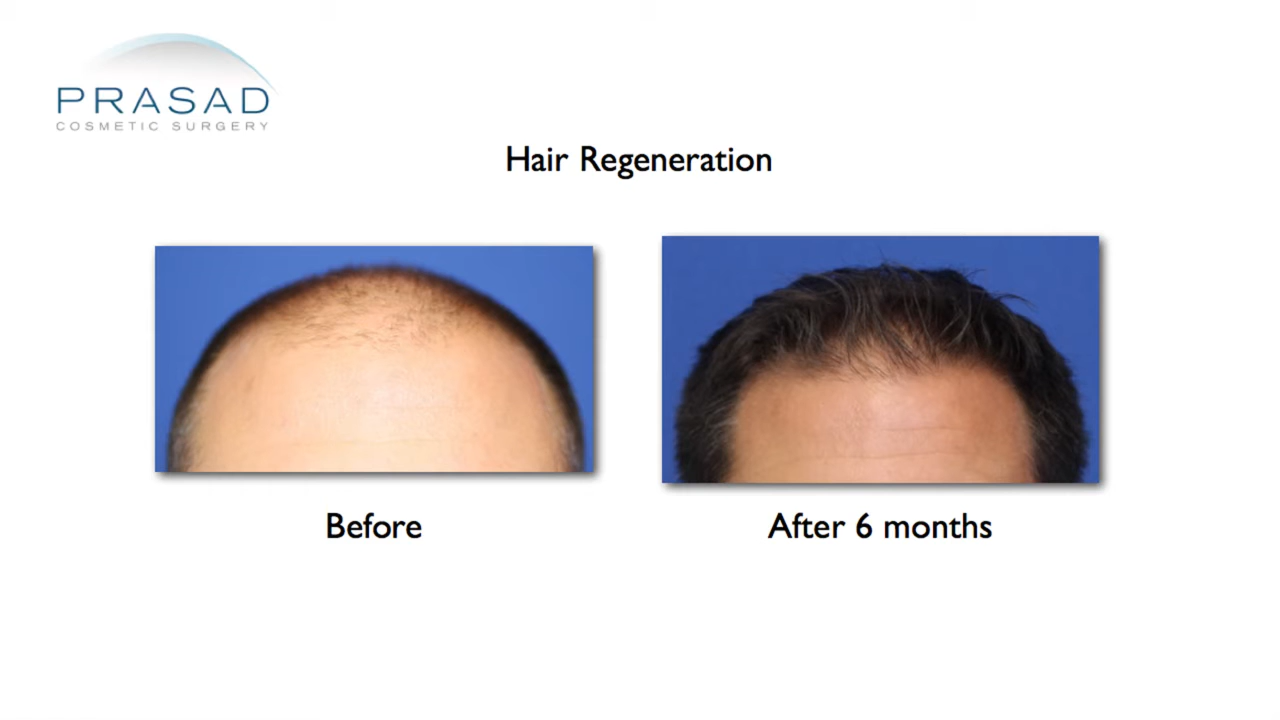 PRASAD
COSMETIC SURGERY
Hair Regeneration
Before
After 6 months